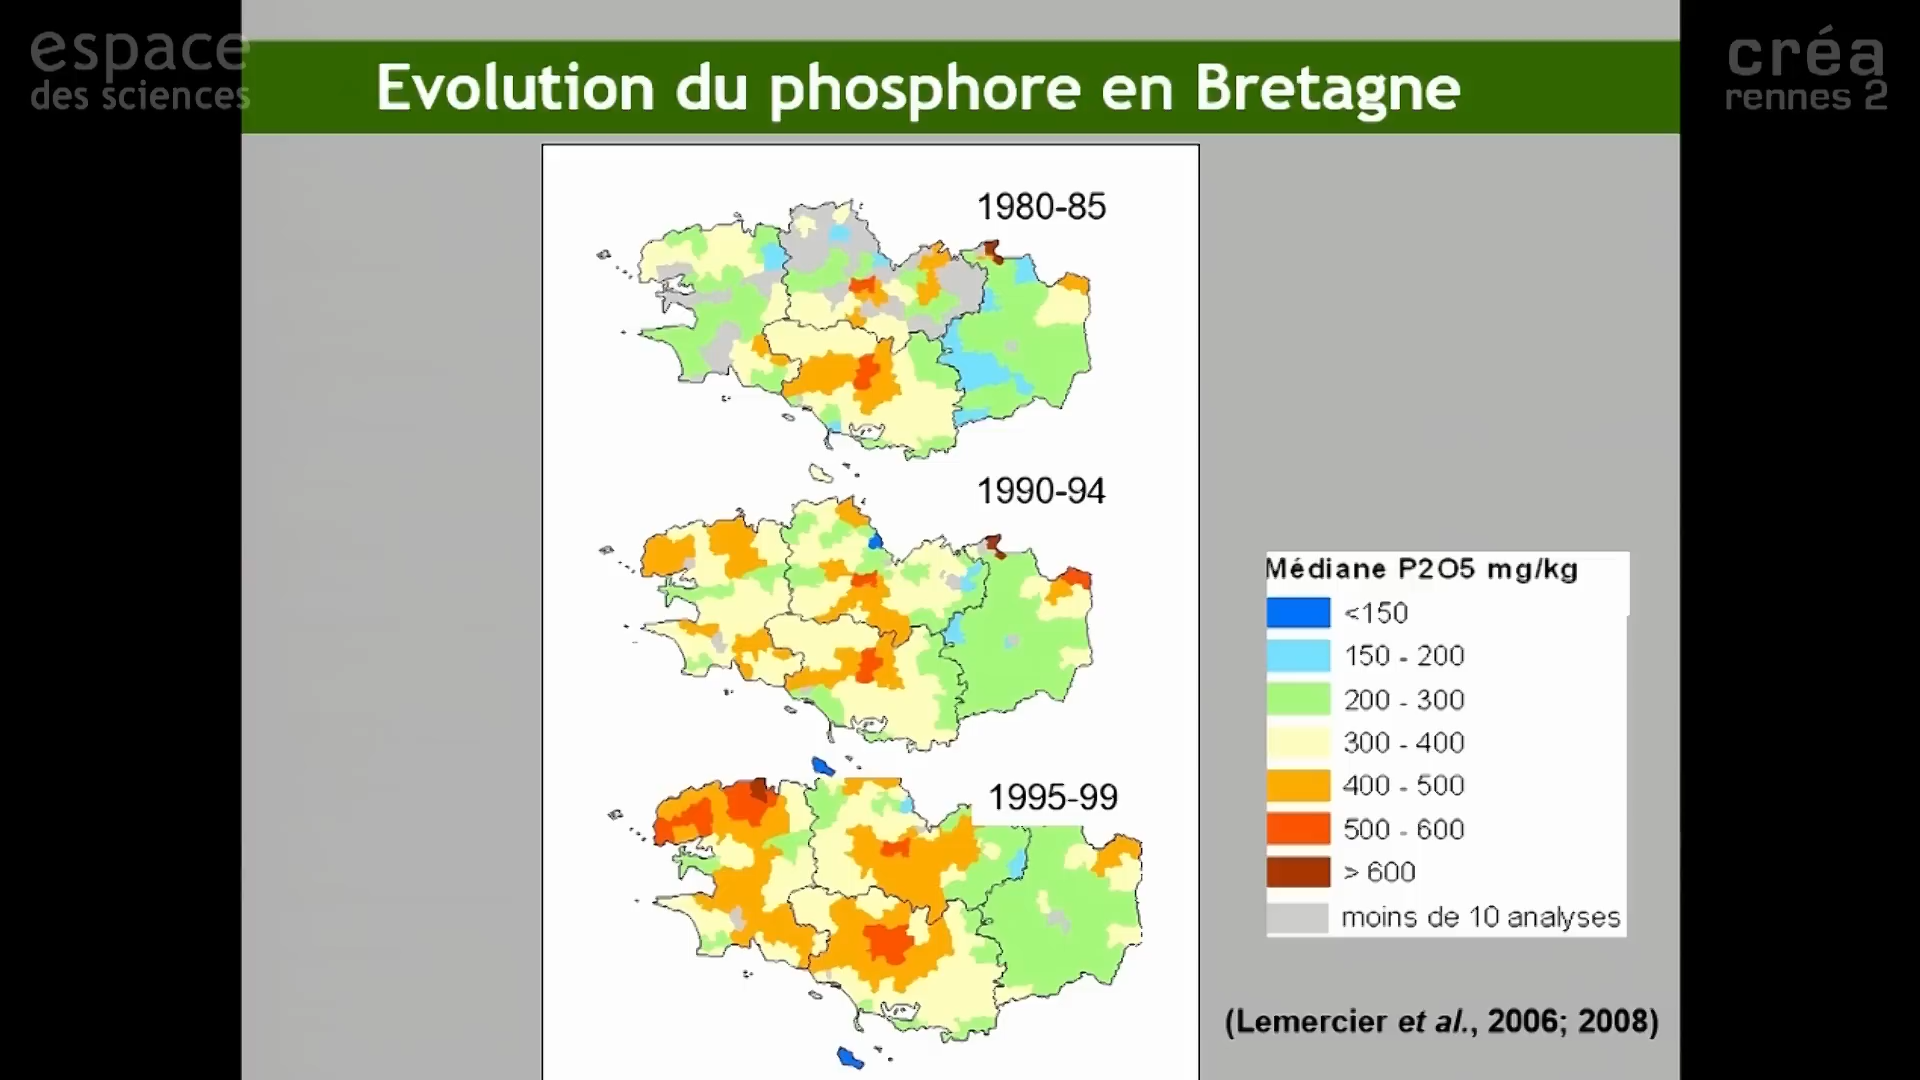 espace
des sciences
créa
rennes 2
Evolution du phosphore en Bretagne
1980-85
1990-94
1995-99
Médiane P2O5 mg/kg
<150
150 - 200
200 - 300
300 - 400
400 - 500
500 - 600
> 600
moins de 10 analyses
(Lemercier et al., 2006; 2008)